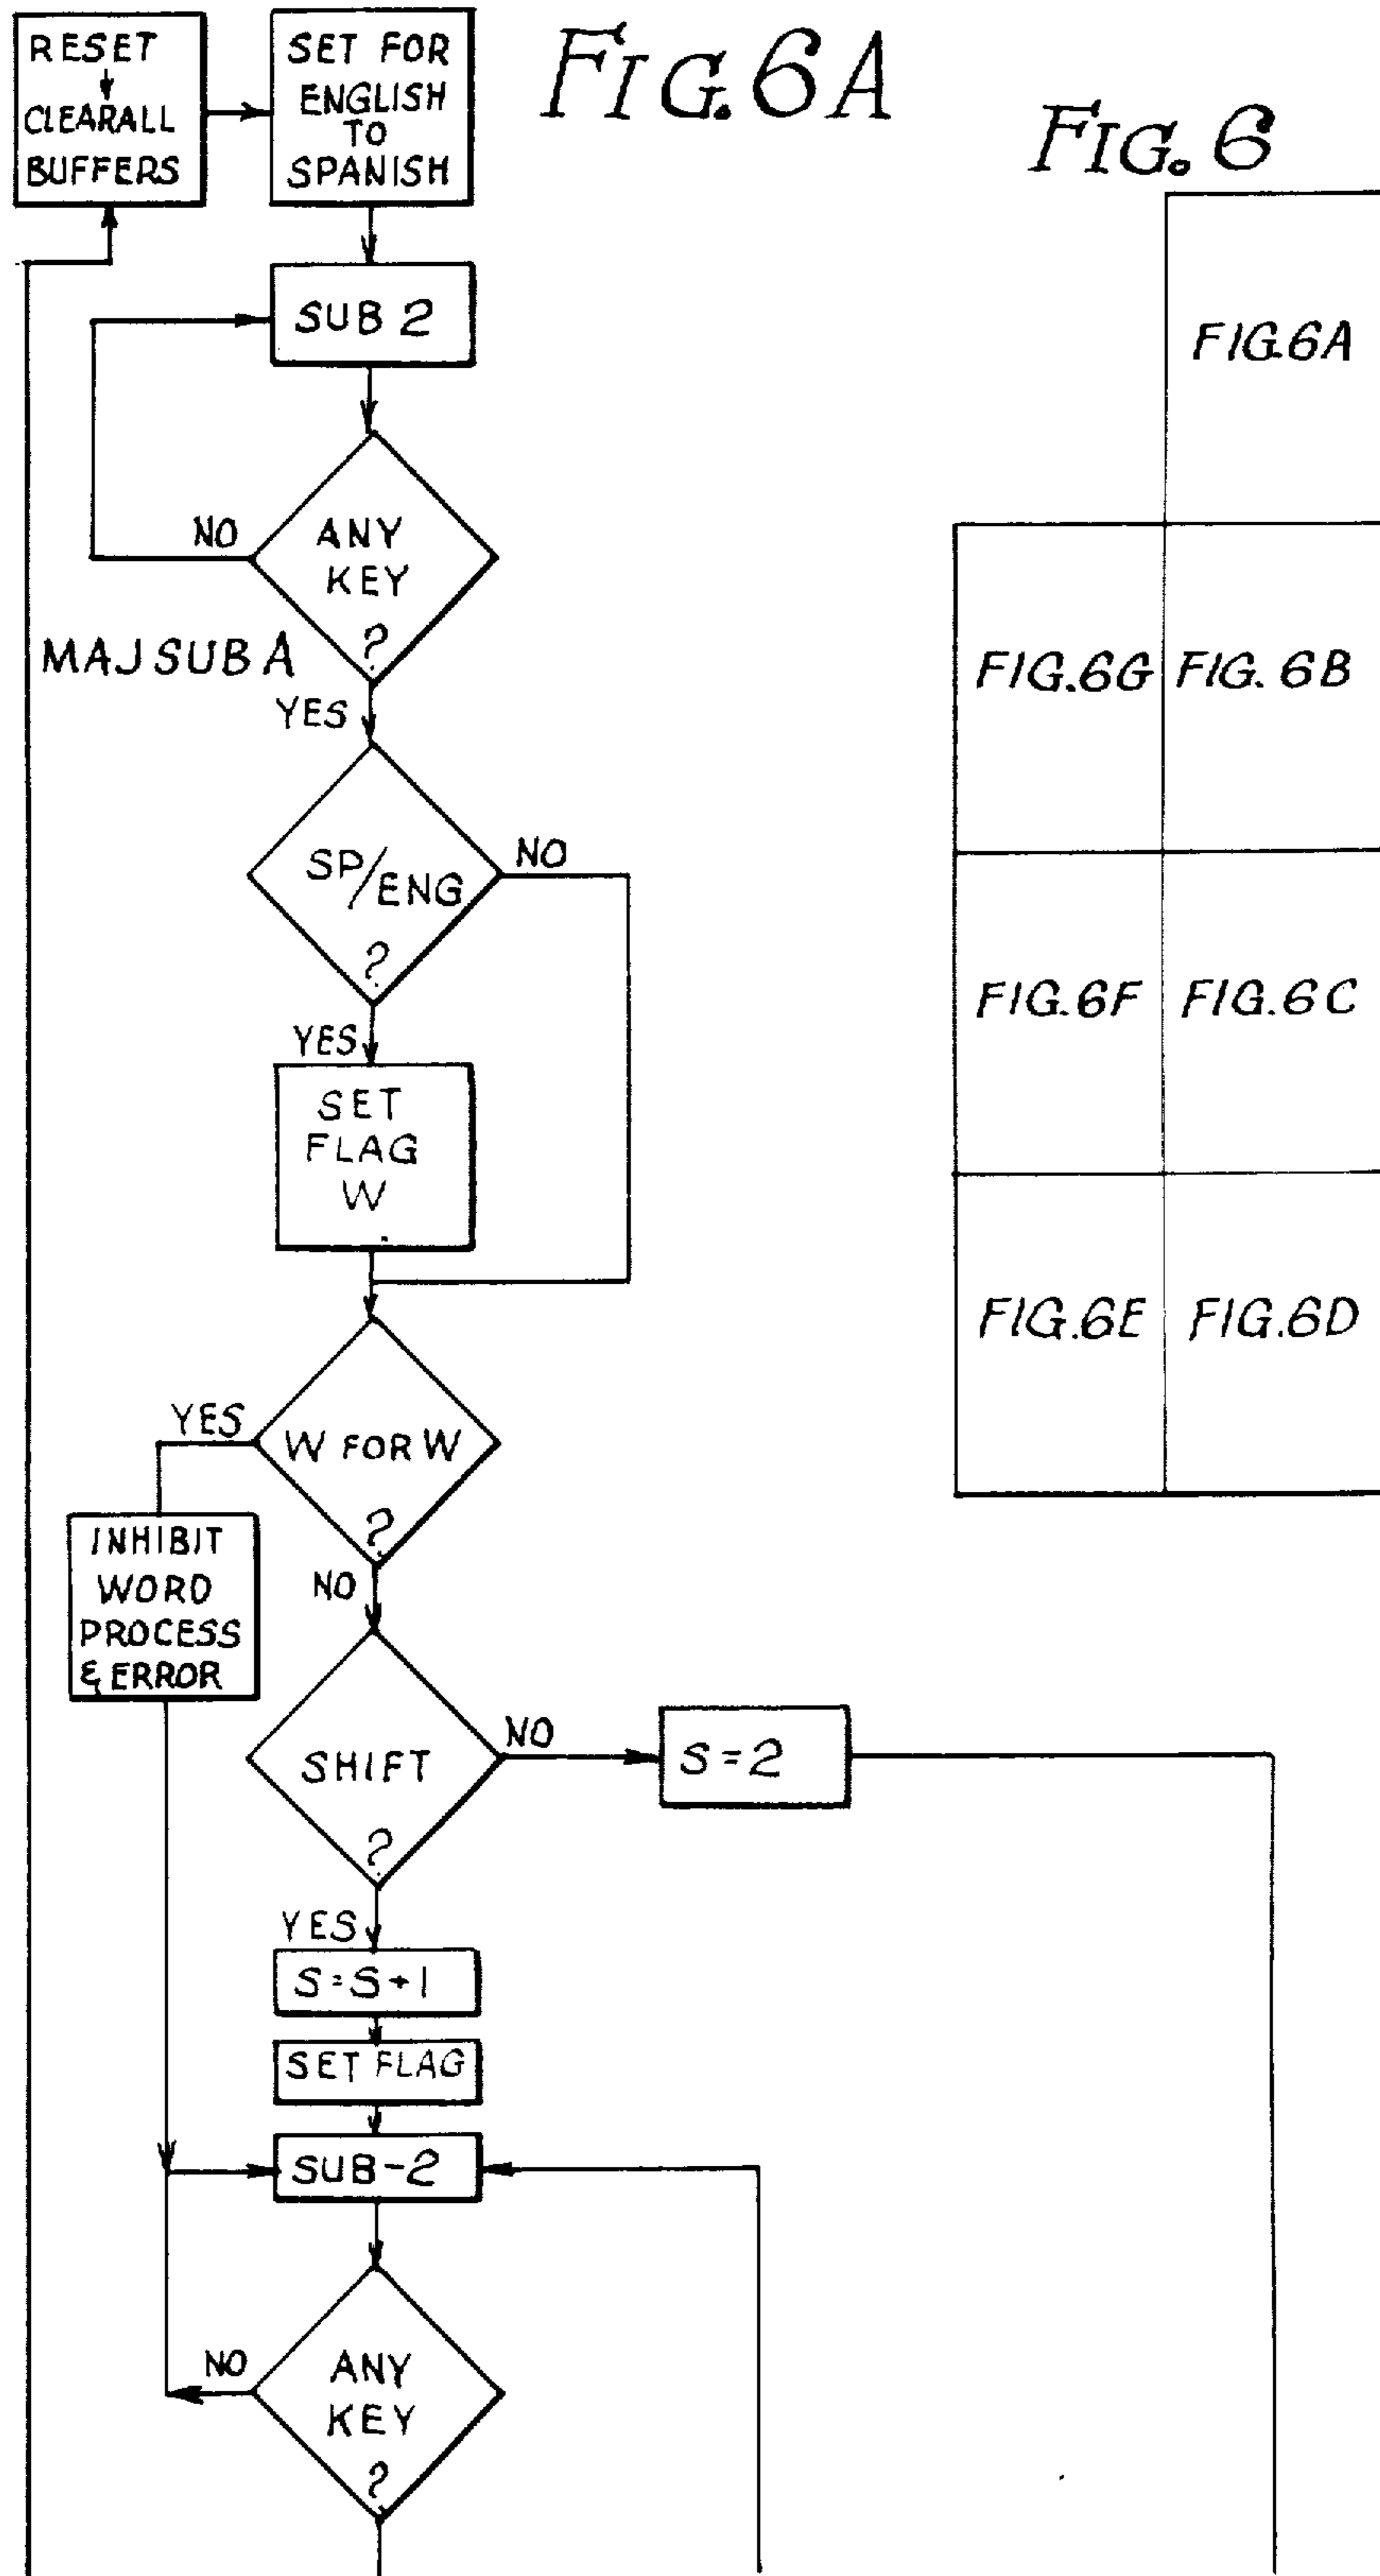 FIG. 6A
RESET
CLEARALL
BUFFERS
SET FOR
ENGLISH
TO
SPANISH
SUB 2
ANY
KEY
?
NO
MAJ SUB A
YES
SP/ENG
?
NO
YES
SET
FLAG
W
W FOR W
?
YES
INHIBIT
WORD
PROCESS
& ERROR
NO
SHIFT
?
NO
S=2
YES
S=S+1
SET FLAG
SUB-2
ANY
KEY
?
NO
FIG. 6
FIG.6A
FIG.6G
FIG. 6B
FIG.6F
FIG.6C
FIG.6E
FIG.6D